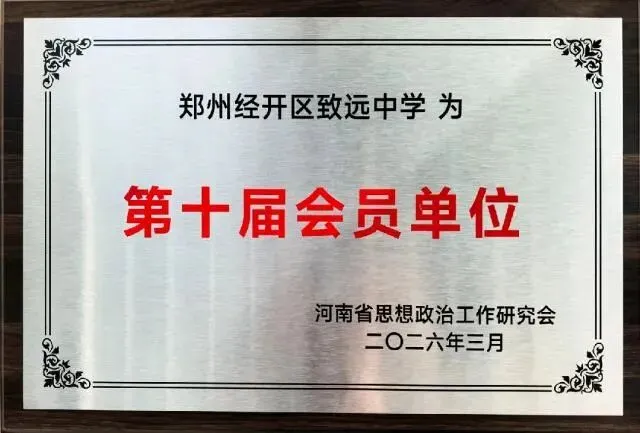 郑州经开区致远中学 为
第十届会员单位
河南省思想政治工作研究会
二〇二六年三月